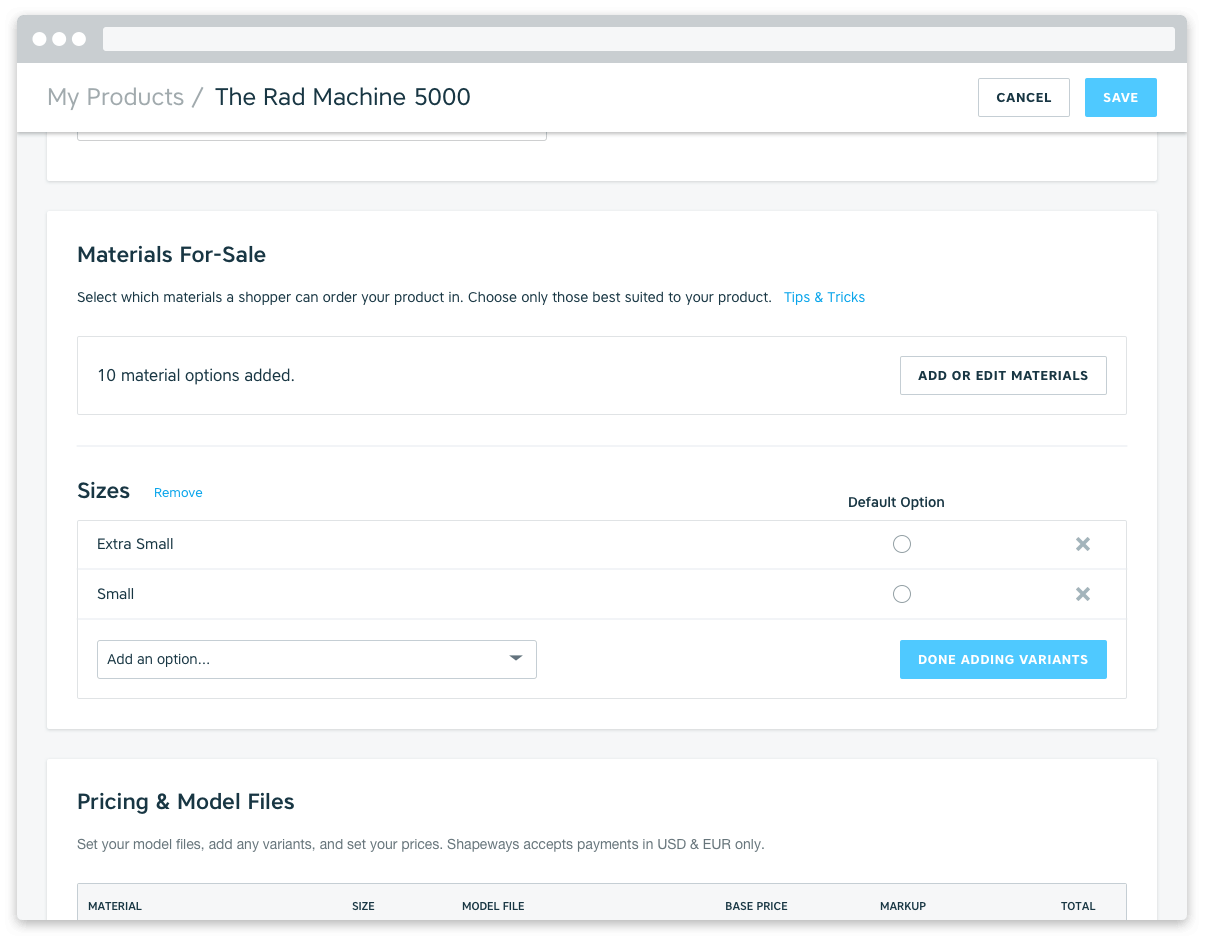 My Products / The Rad Machine 5000
CANCEL
SAVE
Materials For-Sale
Select which materials a shopper can order your product in. Choose only those best suited to your product. Tips & Tricks
10 material options added.
ADD OR EDIT MATERIALS
Sizes Remove
Default Option
Extra Small
Small
Add an option...
DONE ADDING VARIANTS
Pricing & Model Files
Set your model files, add any variants, and set your prices. Shapeways accepts payments in USD & EUR only.
MATERIAL SIZE MODEL FILE BASE PRICE MARKUP TOTAL